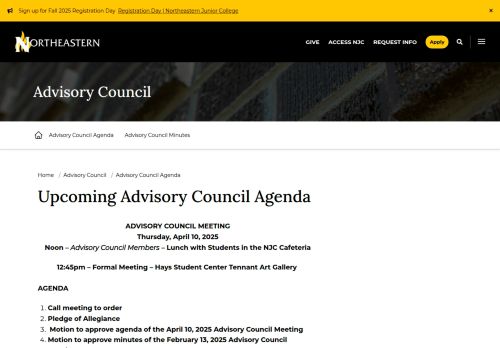 Sign up for Fall 2025 Registration Day Registration Day | Northeastern Junior College ×
NORTHEASTERN GIVE ACCESS NJC REQUEST INFO Apply
Advisory Council
Advisory Council Agenda Advisory Council Minutes
Home / Advisory Council / Advisory Council Agenda
Upcoming Advisory Council Agenda
ADVISORY COUNCIL MEETING
Thursday, April 10, 2025
Noon – Advisory Council Members – Lunch with Students in the NJC Cafeteria
12:45pm – Formal Meeting – Hays Student Center Tennant Art Gallery
AGENDA
1. Call meeting to order
2. Pledge of Allegiance
3. Motion to approve agenda of the April 10, 2025 Advisory Council Meeting
4. Motion to approve minutes of the February 13, 2025 Advisory Council